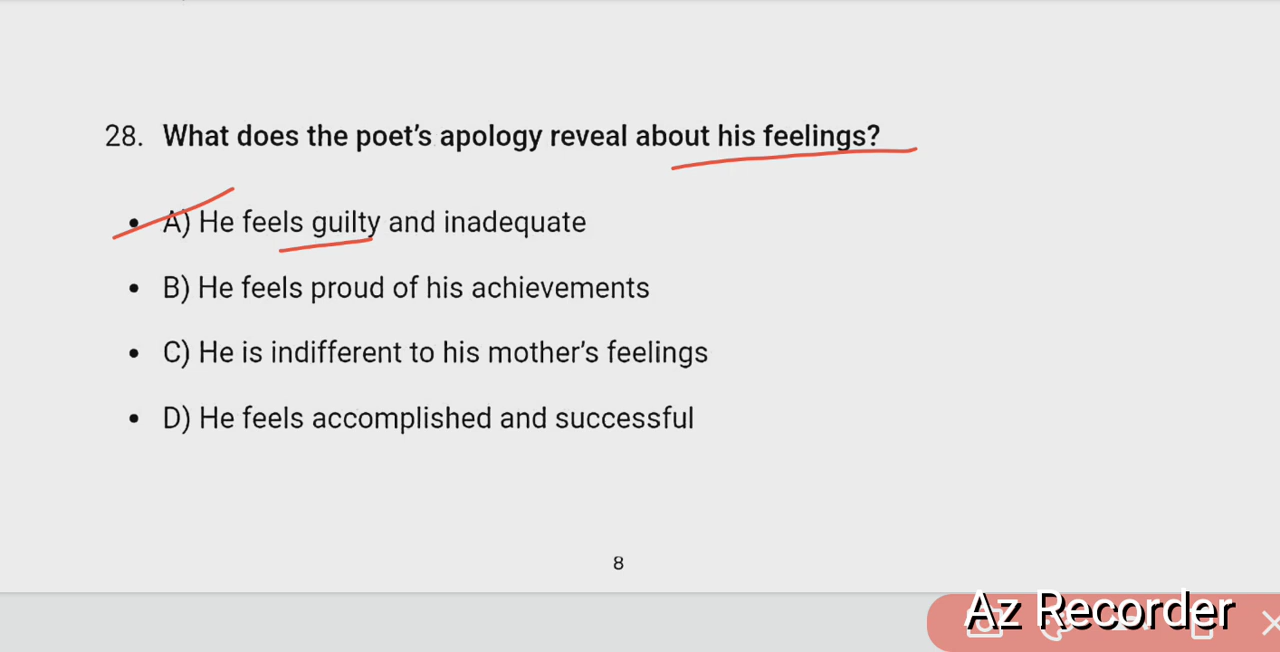 28. What does the poet's apology reveal about his feelings?
• A) He feels guilty and inadequate
• B) He feels proud of his achievements
• C) He is indifferent to his mother's feelings
• D) He feels accomplished and successful
8
Az Recorder